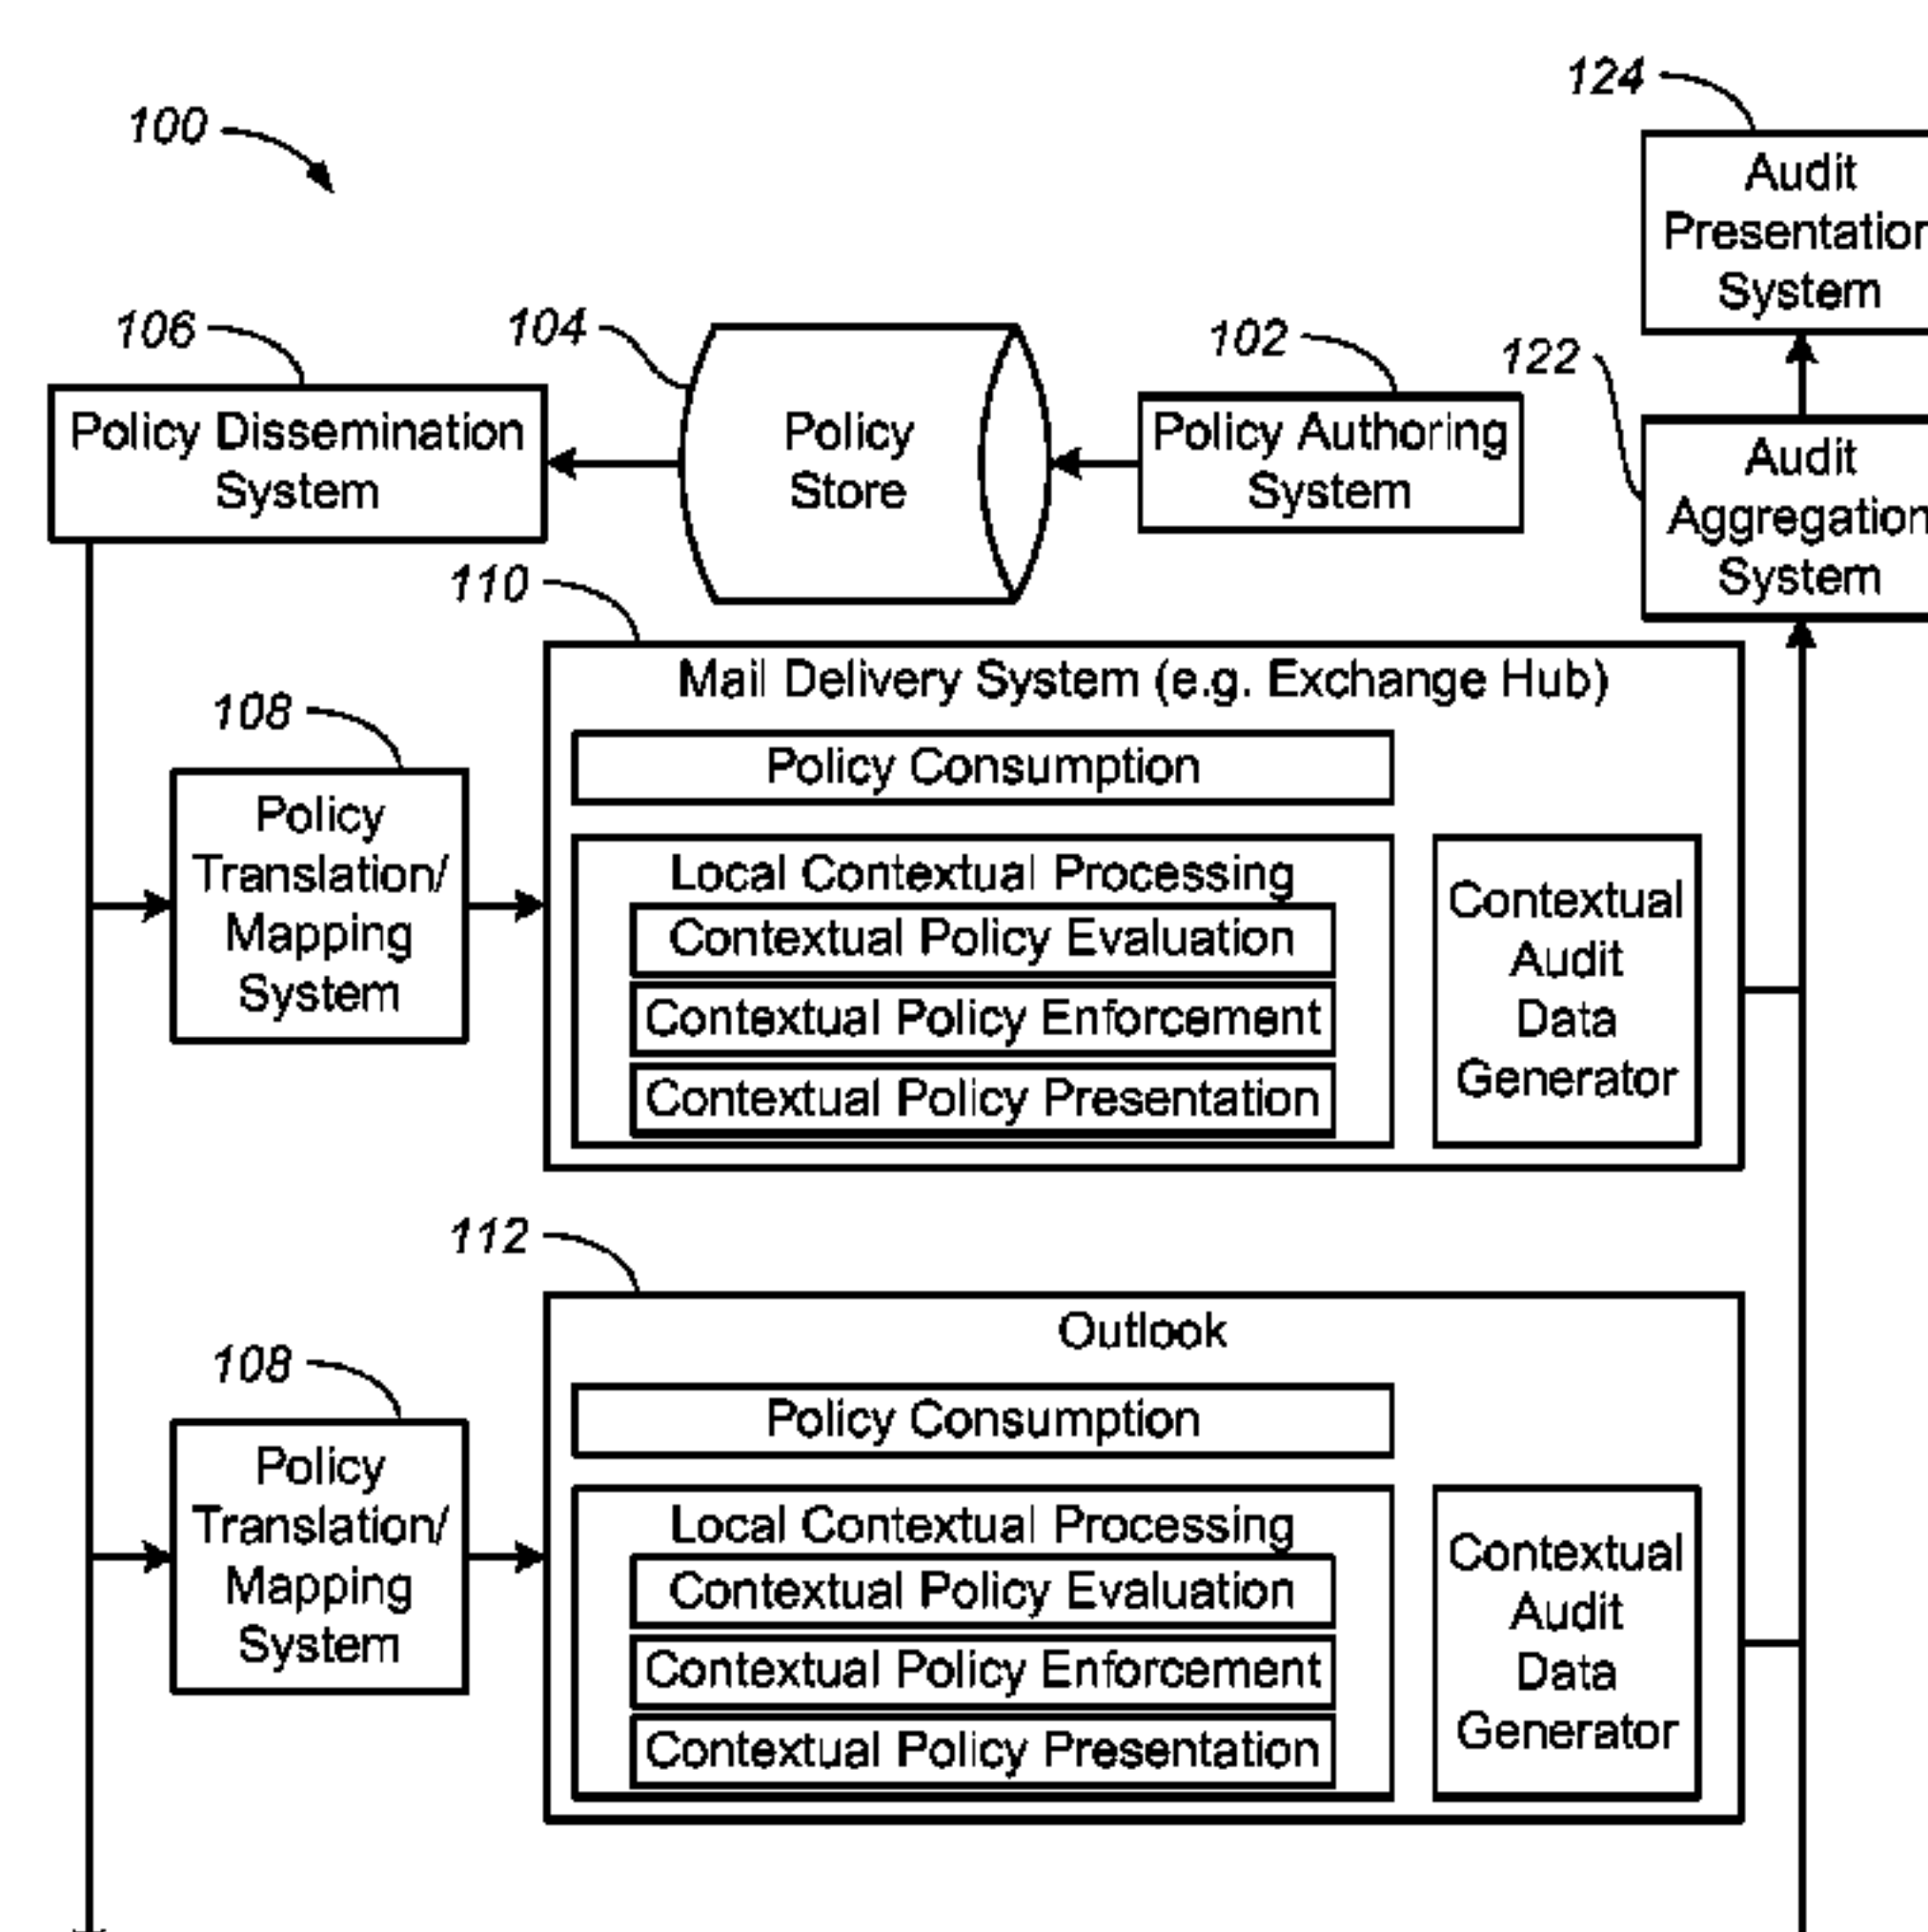 100
124
Audit
Presentation
System
106
104
102
122
Policy Dissemination
System
Policy
Store
Policy Authoring
System
Audit
Aggregation
System
110
Mail Delivery System (e.g. Exchange Hub)
108
Policy
Translation/
Mapping
System
Policy Consumption
Local Contextual Processing
Contextual Policy Evaluation
Contextual Policy Enforcement
Contextual Policy Presentation
Contextual
Audit
Data
Generator
112
Outlook
108
Policy
Translation/
Mapping
System
Policy Consumption
Local Contextual Processing
Contextual Policy Evaluation
Contextual Policy Enforcement
Contextual Policy Presentation
Contextual
Audit
Data
Generator